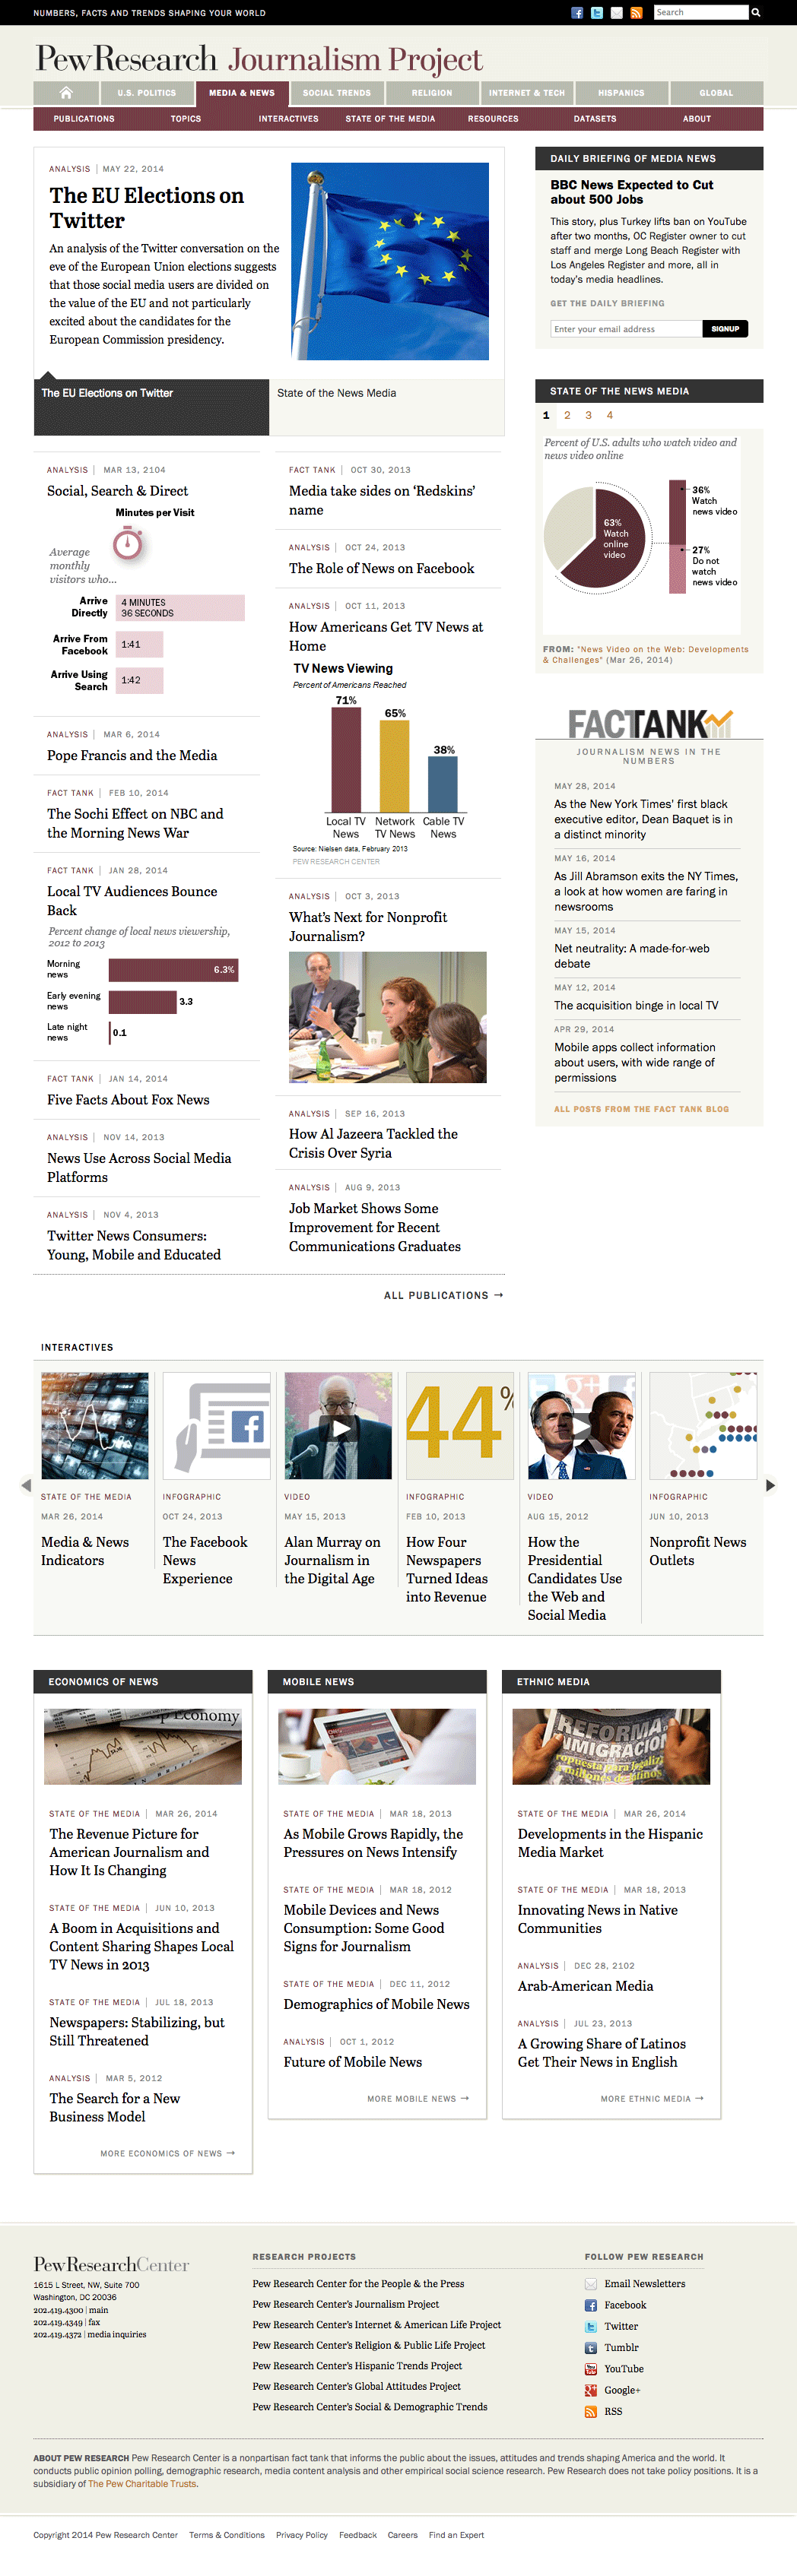 NUMBERS, FACTS AND TRENDS SHAPING YOUR WORLD
Search
PewResearch Journalism Project
U.S. POLITICS
MEDIA & NEWS
SOCIAL TRENDS
RELIGION
INTERNET & TECH
HISPANICS
GLOBAL
PUBLICATIONS
TOPICS
INTERACTIVES
STATE OF THE MEDIA
RESOURCES
DATASETS
ABOUT
ANALYSIS | MAY 22, 2014
The EU Elections on
Twitter
An analysis of the Twitter conversation on the
eve of the European Union elections suggests
that those social media users are divided on
the value of the EU and not particularly
excited about the candidates for the
European Commission presidency.
The EU Elections on Twitter
State of the News Media
DAILY BRIEFING OF MEDIA NEWS
BBC News Expected to Cut
about 500 Jobs
This story, plus Turkey lifts ban on YouTube
after two months, OC Register owner to cut
staff and merge Long Beach Register with
Los Angeles Register and more, all in
today's media headlines.
GET THE DAILY BRIEFING
Enter your email address
SIGNUP
STATE OF THE NEWS MEDIA
1 2 3 4
Percent of U.S. adults who watch video and
news video online
63%
Watch
online
video
36%
Watch
news video
27%
Do not
watch
news video
FROM: "News Video on the Web: Developments
& Challenges" (Mar 26, 2014)
FACTANK
JOURNALISM NEWS IN THE
NUMBERS
MAY 28, 2014
As the New York Times' first black
executive editor, Dean Baquet is in
a distinct minority
MAY 16, 2014
As Jill Abramson exits the NY Times,
a look at how women are faring in
newsrooms
MAY 15, 2014
Net neutrality: A made-for-web
debate
MAY 12, 2014
The acquisition binge in local TV
APR 29, 2014
Mobile apps collect information
about users, with wide range of
permissions
ALL POSTS FROM THE FACT TANK BLOG
ANALYSIS | MAR 13, 2104
Social, Search & Direct
Minutes per Visit
Average
monthly
visitors who...
Arrive
Directly
4 MINUTES
36 SECONDS
Arrive From
Facebook
1:41
Arrive Using
Search
1:42
ANALYSIS | MAR 6, 2014
Pope Francis and the Media
FACT TANK | FEB 10, 2014
The Sochi Effect on NBC and
the Morning News War
FACT TANK | JAN 28, 2014
Local TV Audiences Bounce
Back
Percent change of local news viewership,
2012 to 2013
Morning
news
6.3%
Early evening
news
3.3
Late night
news
0.1
FACT TANK | JAN 14, 2014
Five Facts About Fox News
ANALYSIS | NOV 14, 2013
News Use Across Social Media
Platforms
ANALYSIS | NOV 4, 2013
Twitter News Consumers:
Young, Mobile and Educated
FACT TANK | OCT 30, 2013
Media take sides on ‘Redskins’
name
ANALYSIS | OCT 24, 2013
The Role of News on Facebook
ANALYSIS | OCT 11, 2013
How Americans Get TV News at
Home
TV News Viewing
Percent of Americans Reached
71%
65%
38%
Local TV
News
Network
TV News
Cable TV
News
Source: Nielsen data, February 2013
PEW RESEARCH CENTER
ANALYSIS | OCT 3, 2013
What's Next for Nonprofit
Journalism?
ANALYSIS | SEP 16, 2013
How Al Jazeera Tackled the
Crisis Over Syria
ANALYSIS | AUG 9, 2013
Job Market Shows Some
Improvement for Recent
Communications Graduates
ALL PUBLICATIONS →
INTERACTIVES
STATE OF THE MEDIA
MAR 26, 2014
Media & News
Indicators
INFOGRAPHIC
OCT 24, 2013
The Facebook
News
Experience
VIDEO
MAY 15, 2013
Alan Murray on
Journalism in
the Digital Age
44%
INFOGRAPHIC
FEB 10, 2013
How Four
Newspapers
Turned Ideas
into Revenue
VIDEO
AUG 15, 2012
How the
Presidential
Candidates Use
the Web and
Social Media
INFOGRAPHIC
JUN 10, 2013
Nonprofit News
Outlets
ECONOMICS OF NEWS
Economy
STATE OF THE MEDIA | MAR 26, 2014
The Revenue Picture for
American Journalism and
How It Is Changing
STATE OF THE MEDIA | JUN 10, 2013
A Boom in Acquisitions and
Content Sharing Shapes Local
TV News in 2013
STATE OF THE MEDIA | JUL 18, 2013
Newspapers: Stabilizing, but
Still Threatened
ANALYSIS | MAR 5, 2012
The Search for a New
Business Model
MORE ECONOMICS OF NEWS →
MOBILE NEWS
STATE OF THE MEDIA | MAR 18, 2013
As Mobile Grows Rapidly, the
Pressures on News Intensify
STATE OF THE MEDIA | MAR 18, 2012
Mobile Devices and News
Consumption: Some Good
Signs for Journalism
STATE OF THE MEDIA | DEC 11, 2012
Demographics of Mobile News
ANALYSIS | OCT 1, 2012
Future of Mobile News
MORE MOBILE NEWS →
ETHNIC MEDIA
REFORMA
INMIGRACION
STATE OF THE MEDIA | MAR 26, 2014
Developments in the Hispanic
Media Market
STATE OF THE MEDIA | MAR 18, 2013
Innovating News in Native
Communities
ANALYSIS | DEC 28, 2102
Arab-American Media
ANALYSIS | JUL 23, 2013
A Growing Share of Latinos
Get Their News in English
MORE ETHNIC MEDIA →
PewResearchCenter
1615 L Street, NW, Suite 700
Washington, DC 20036
202.419.4300 | main
202.419.4349 | fax
202.419.4372 | media inquiries
RESEARCH PROJECTS
Pew Research Center for the People & the Press
Pew Research Center's Journalism Project
Pew Research Center's Internet & American Life Project
Pew Research Center's Religion & Public Life Project
Pew Research Center's Hispanic Trends Project
Pew Research Center's Global Attitudes Project
Pew Research Center's Social & Demographic Trends
FOLLOW PEW RESEARCH
Email Newsletters
Facebook
Twitter
Tumblr
YouTube
Google+
RSS
ABOUT PEW RESEARCH Pew Research Center is a nonpartisan fact tank that informs the public about the issues, attitudes and trends shaping America and the world. It
conducts public opinion polling, demographic research, media content analysis and other empirical social science research. Pew Research does not take policy positions. It is a
subsidiary of The Pew Charitable Trusts.
Copyright 2014 Pew Research Center Terms & Conditions Privacy Policy Feedback Careers Find an Expert